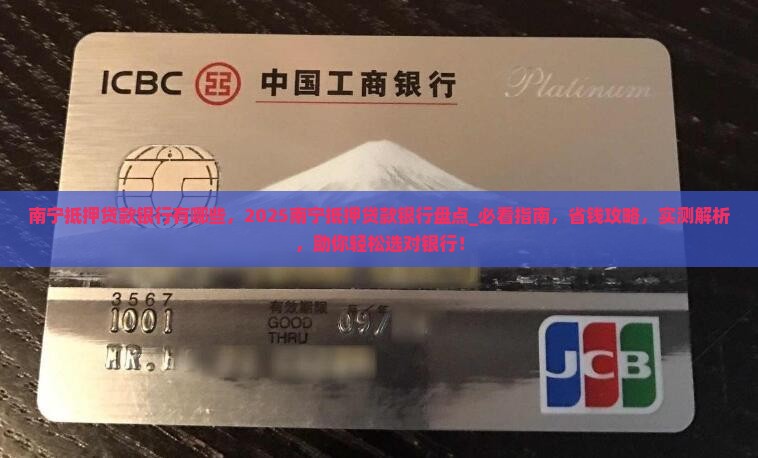 ICBC 中国工商银行 Platinum
南宁抵押贷款银行有哪些，2025南宁抵押贷款银行盘点_必看指南，省钱攻略，实测解析
，助你轻松选对银行！
3567
1001
有效期限 月/年
GOOD
THRU
09/
MR.H
JCB